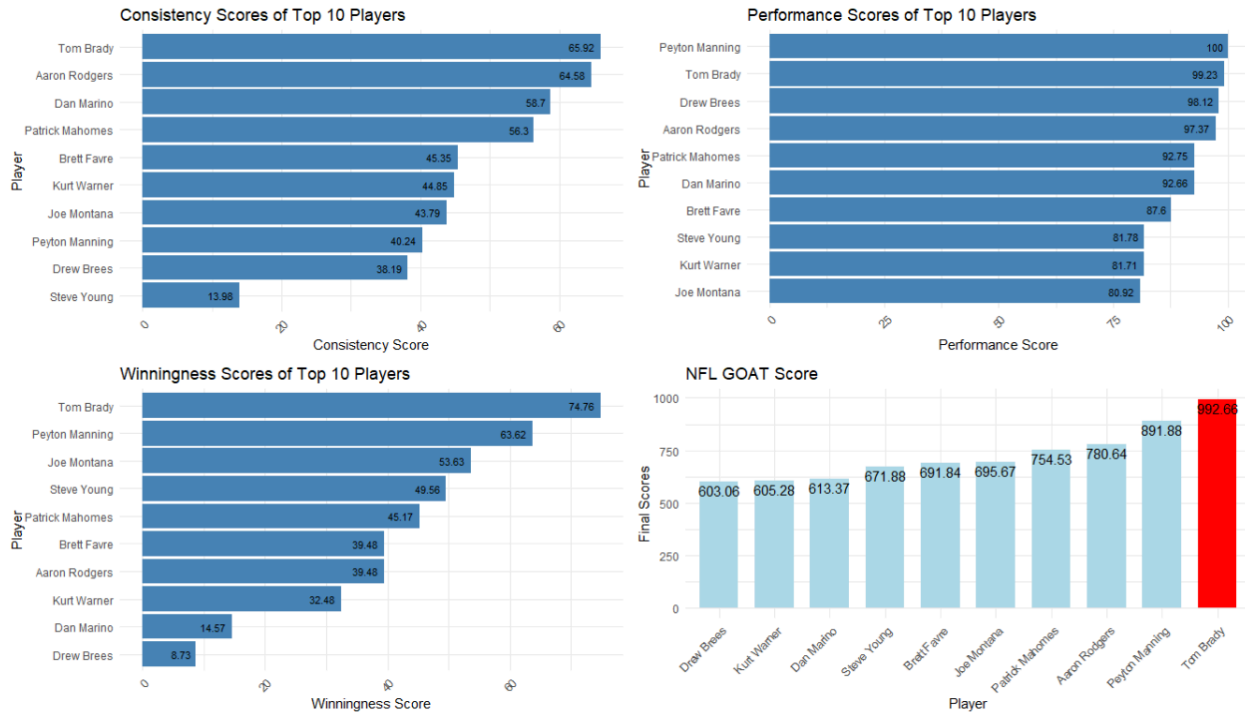 Consistency Scores of Top 10 Players
Player
Tom Brady 65.92
Aaron Rodgers 64.58
Dan Marino 58.7
Patrick Mahomes 56.3
Brett Favre 45.35
Kurt Warner 44.85
Joe Montana 43.79
Peyton Manning 40.24
Drew Brees 38.19
Steve Young 13.98
0 20 40 60
Consistency Score
Performance Scores of Top 10 Players
Player
Peyton Manning 100
Tom Brady 99.23
Drew Brees 98.12
Aaron Rodgers 97.37
Patrick Mahomes 92.75
Dan Marino 92.66
Brett Favre 87.6
Steve Young 81.78
Kurt Warner 81.71
Joe Montana 80.92
0 25 50 75 100
Performance Score
Winningness Scores of Top 10 Players
Player
Tom Brady 74.76
Peyton Manning 63.62
Joe Montana 53.63
Steve Young 49.56
Patrick Mahomes 45.17
Brett Favre 39.48
Aaron Rodgers 39.48
Kurt Warner 32.48
Dan Marino 14.57
Drew Brees 8.73
0 20 40 60
Winningness Score
NFL GOAT Score
Final Scores
1000
750
500
250
0
603.06 605.28 613.37 671.88 691.84 695.67 754.53 780.64 891.88 992.66
Drew Brees Kurt Warner Dan Marino Steve Young Brett Favre Joe Montana Patrick Mahomes Aaron Rodgers Peyton Manning Tom Brady
Player